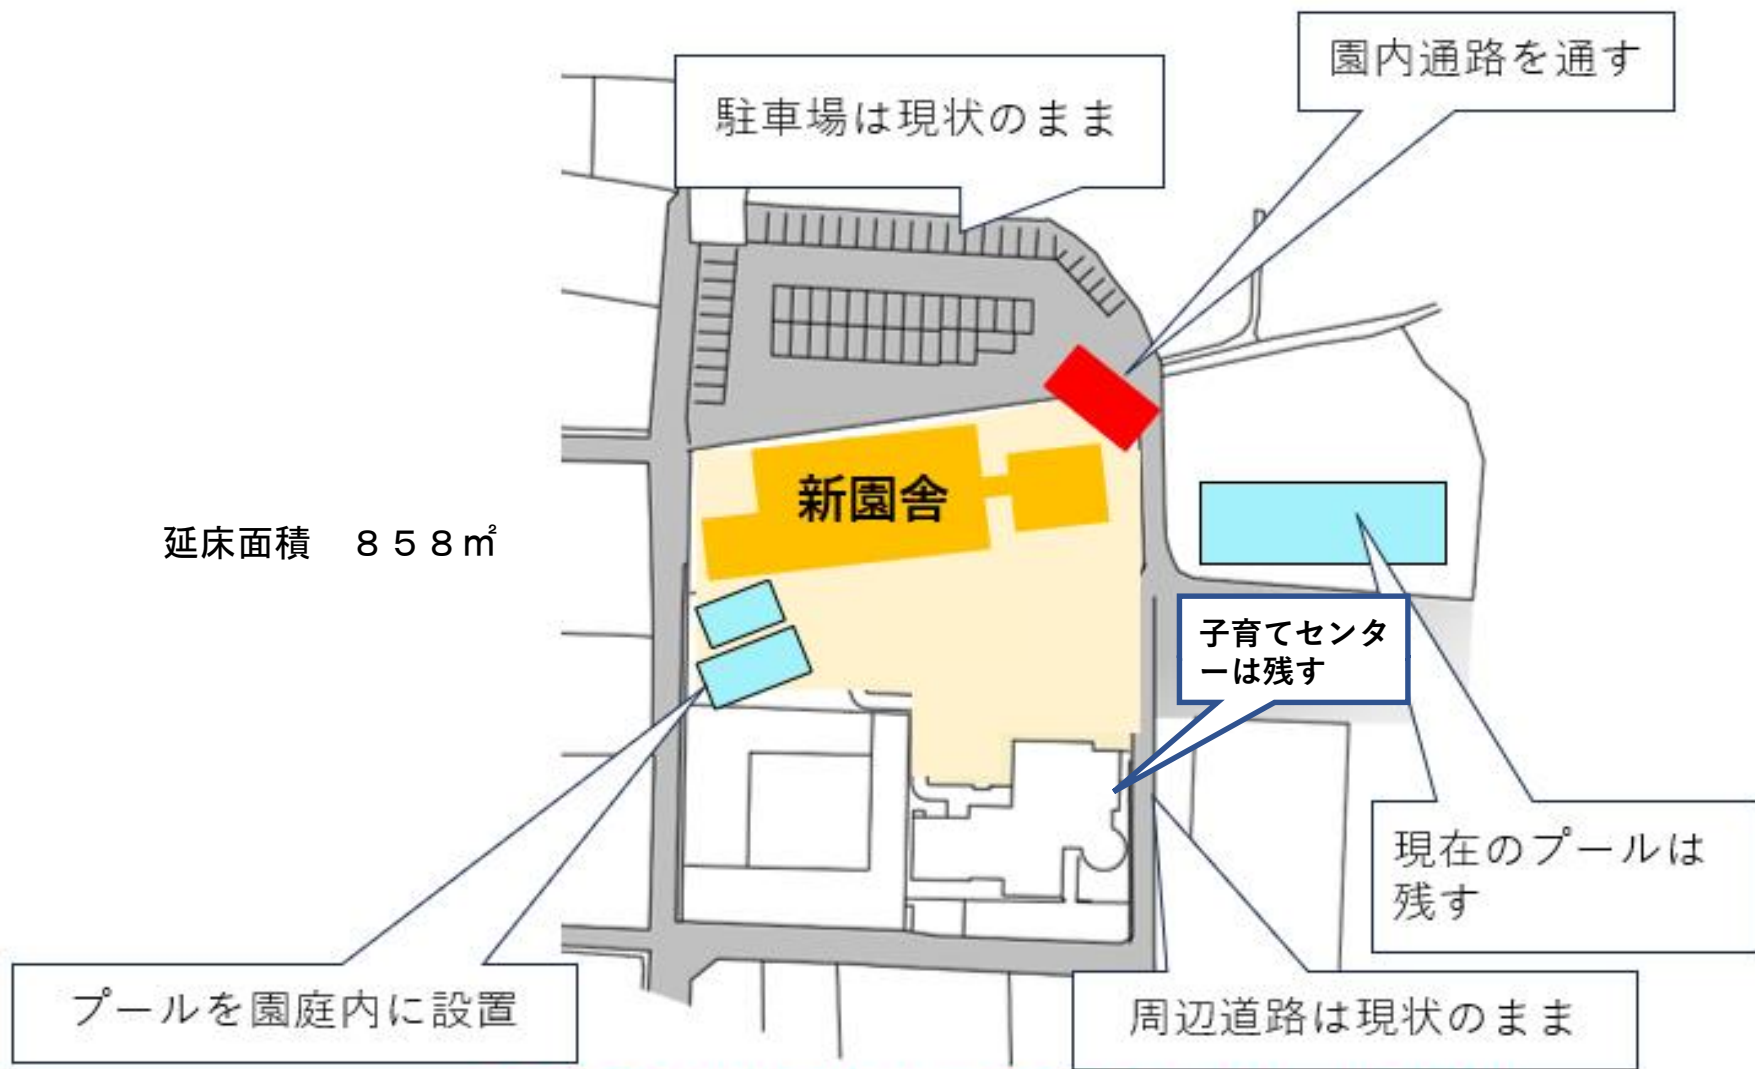 園内通路を通す
駐車場は現状のまま
新園舎
延床面積　８５８㎡
子育てセンタ
ーは残す
現在のプールは
残す
プールを園庭内に設置
周辺道路は現状のまま